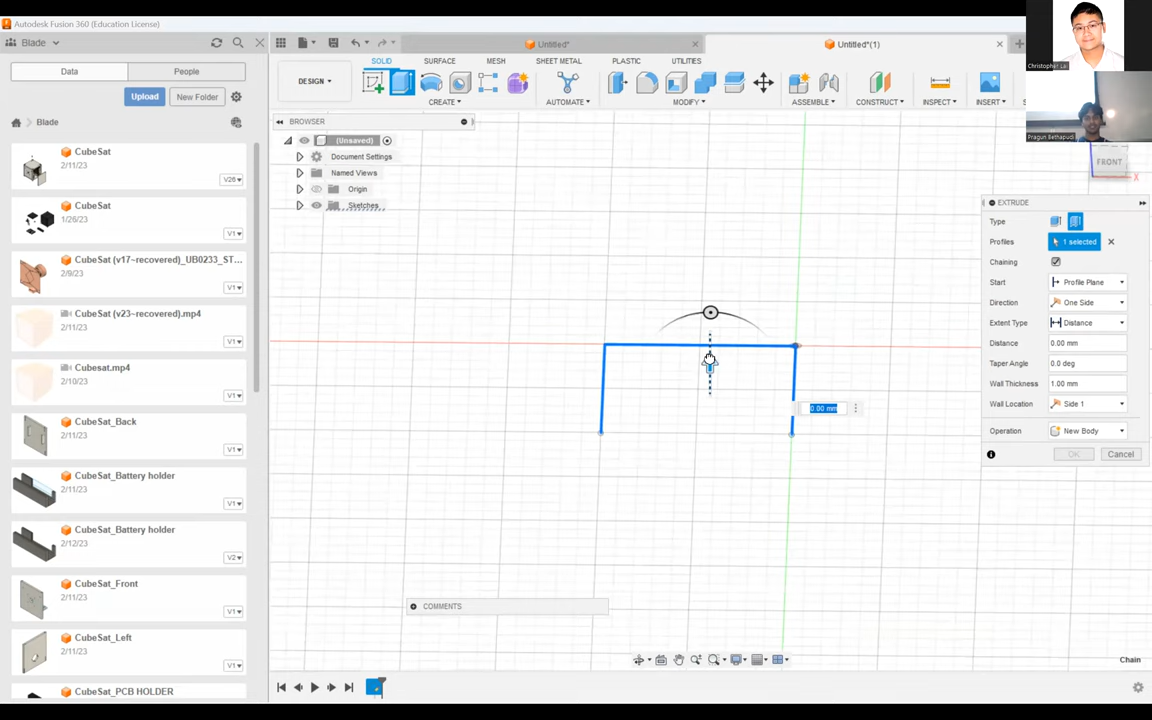 Autodesk Fusion 360 (Education License)
Blade
Untitled*
Untitled*(1)
Data
People
Upload
New Folder
Blade
CubeSat
2/11/23
V26
CubeSat
1/26/23
V1
CubeSat (v17~recovered)_UB0233_ST...
2/9/23
V1
CubeSat (v23~recovered).mp4
2/11/23
V1
Cubesat.mp4
2/10/23
V1
CubeSat_Back
2/11/23
V1
CubeSat_Battery holder
2/11/23
V1
CubeSat_Battery holder
2/12/23
V2
CubeSat_Front
2/11/23
V1
CubeSat_Left
2/11/23
V1
CubeSat_PCB HOLDER
2/11/23
V1
DESIGN
SOLID
SURFACE
MESH
SHEET METAL
PLASTIC
UTILITIES
CREATE
AUTOMATE
MODIFY
ASSEMBLE
CONSTRUCT
INSPECT
INSERT
BROWSER
(Unsaved)
Document Settings
Named Views
Origin
Sketches
Pragun Bethapudi
FRONT
X
EXTRUDE
Type
Profiles
1 selected
Chaining
Start
Profile Plane
Direction
One Side
Extent Type
Distance
Distance
0.00 mm
Taper Angle
0.0 deg
Wall Thickness
1.00 mm
Wall Location
Side 1
Operation
New Body
OK
Cancel
0.00 mm
COMMENTS
Chain